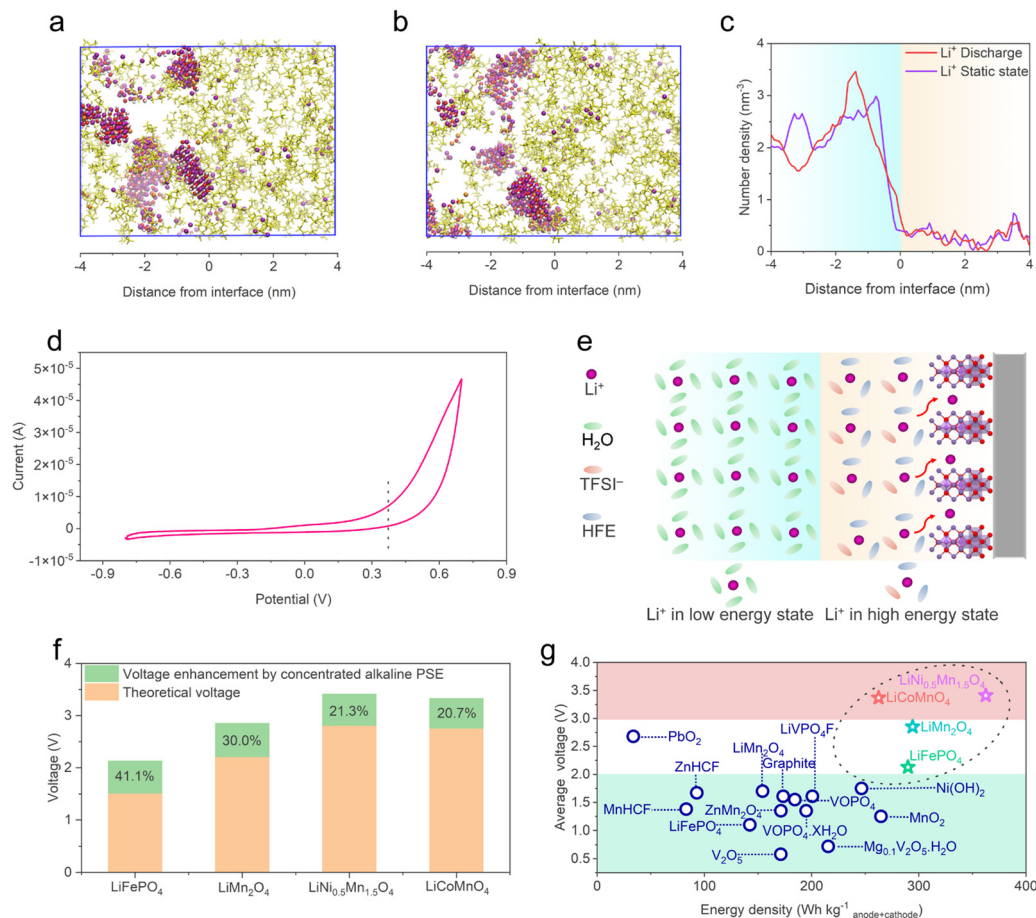 a
-4 -2 0 2 4
Distance from interface (nm)
b
-4 -2 0 2 4
Distance from interface (nm)
c
Li⁺ Discharge
Li⁺ Static state
Number density (nm⁻³)
4
3
2
1
0
-4 -2 0 2 4
Distance from interface (nm)
d
Current (A)
5×10⁻⁵
4×10⁻⁵
3×10⁻⁵
2×10⁻⁵
1×10⁻⁵
0
-1×10⁻⁵
-0.9 -0.6 -0.3 0.0 0.3 0.6 0.9
Potential (V)
e
Li⁺
H₂O
TFSI⁻
HFE
Li⁺ in low energy state
Li⁺ in high energy state
f
Voltage enhancement by concentrated alkaline PSE
Theoretical voltage
Voltage (V)
4
3
2
1
0
41.1%
30.0%
21.3%
20.7%
LiFePO₄ LiMn₂O₄ LiNi₀.₅Mn₁.₅O₄ LiCoMnO₄
g
Average voltage (V)
4.0
3.5
3.0
2.5
2.0
1.5
1.0
0.5
LiNi₀.₅Mn₁.₅O₄
LiCoMnO₄
LiMn₂O₄
LiFePO₄
PbO₂
LiVPO₄F
LiMn₂O₄
Graphite
ZnHCF
Ni(OH)₂
MnHCF
ZnMn₂O₄
VOPO₄
MnO₂
LiFePO₄
VOPO₄.XH₂O
V₂O₅
Mg₀.₁V₂O₅.H₂O
0 100 200 300 400
Energy density (Wh kg⁻¹ anode+cathode)